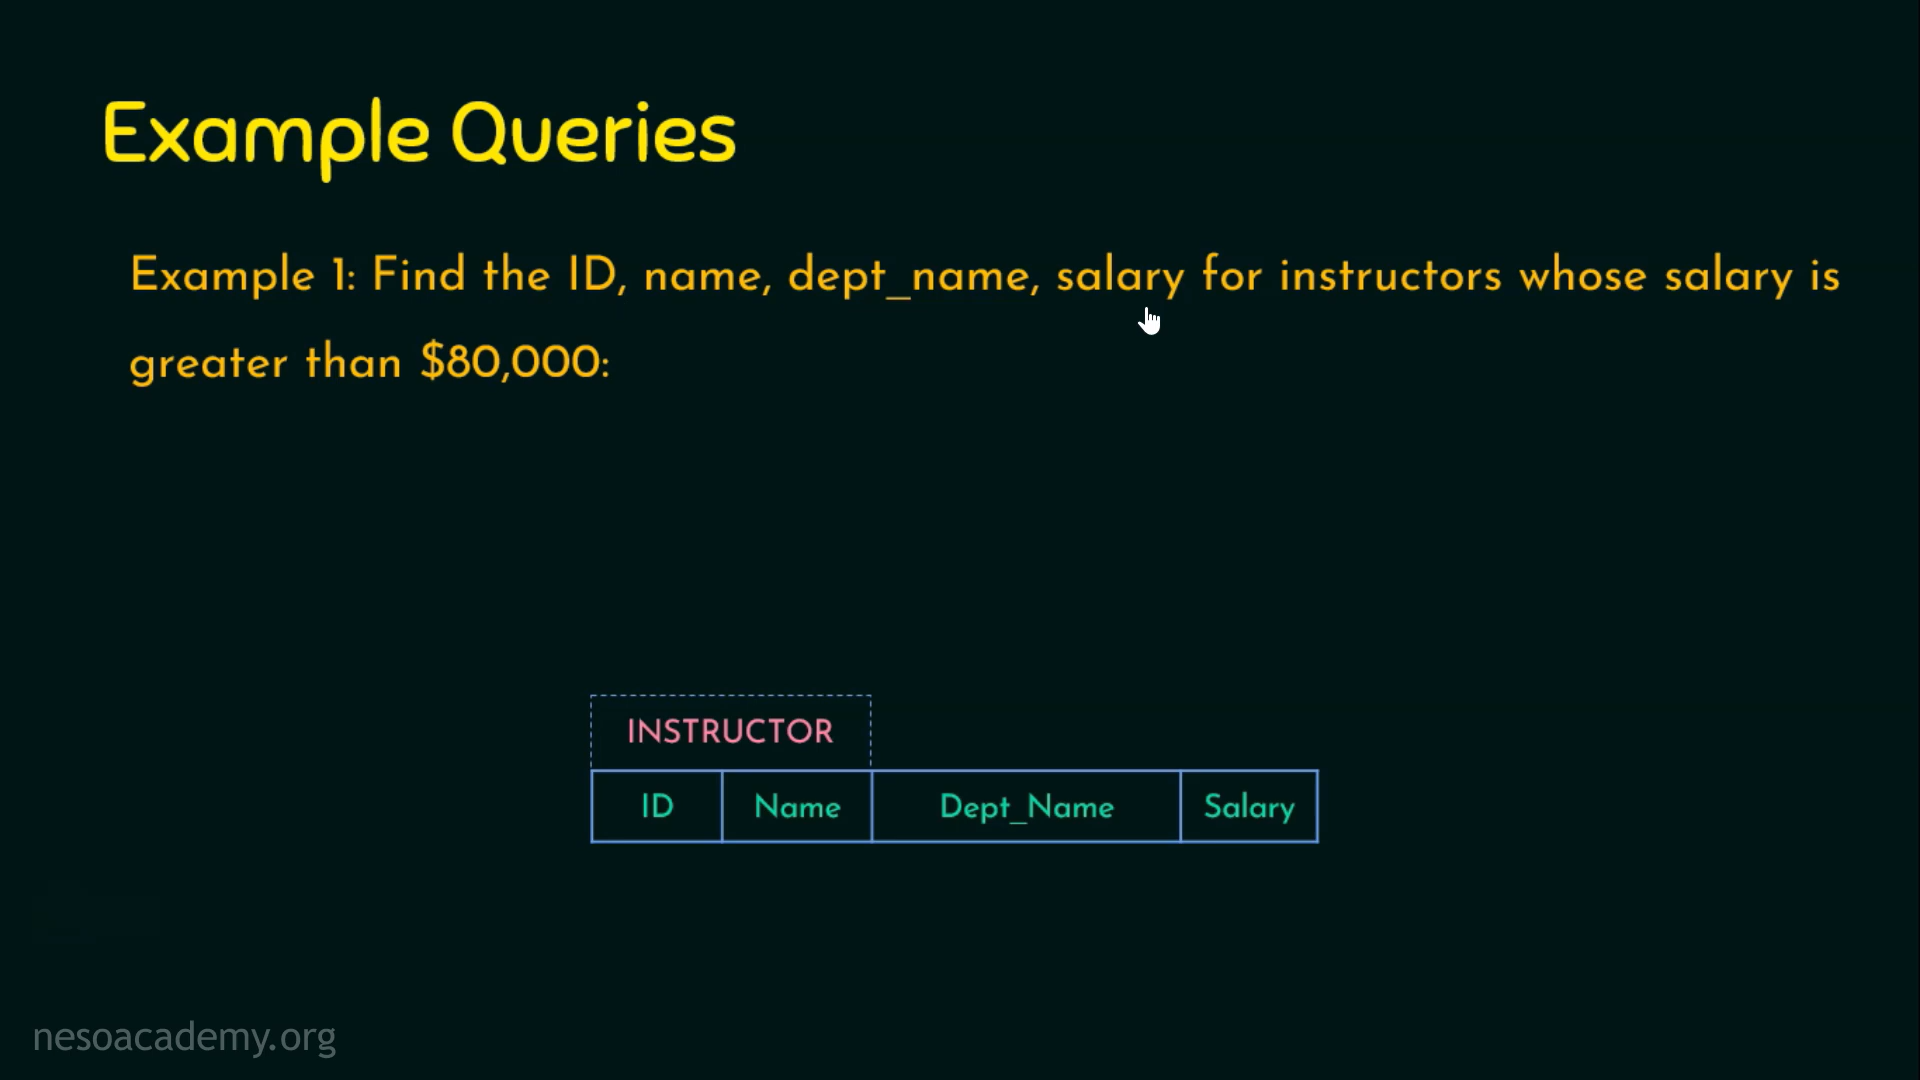 Example Queries
Example 1: Find the ID, name, dept_name, salary for instructors whose salary is
greater than $80,000:
INSTRUCTOR
ID Name Dept_Name Salary
nesoacademy.org